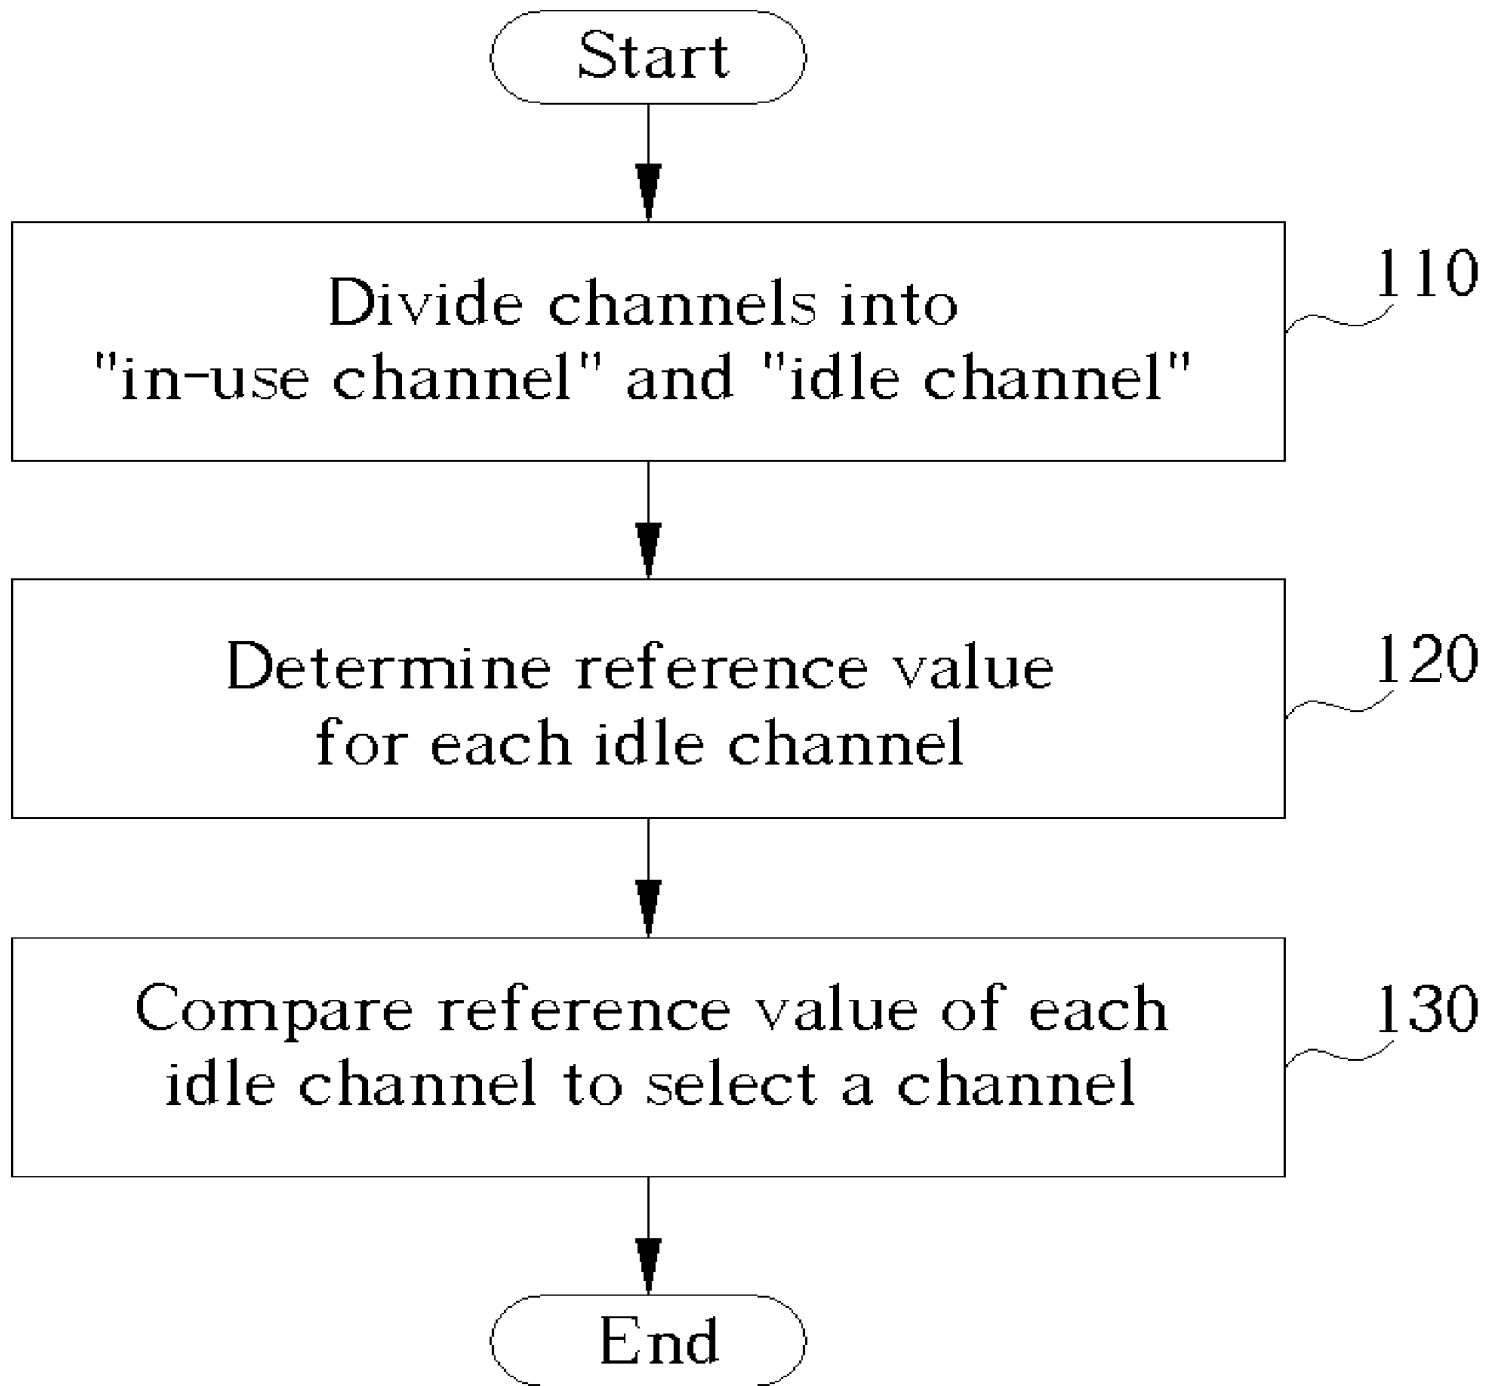 Start
Divide channels into
"in-use channel" and "idle channel"
110
Determine reference value
for each idle channel
120
Compare reference value of each
idle channel to select a channel
130
End